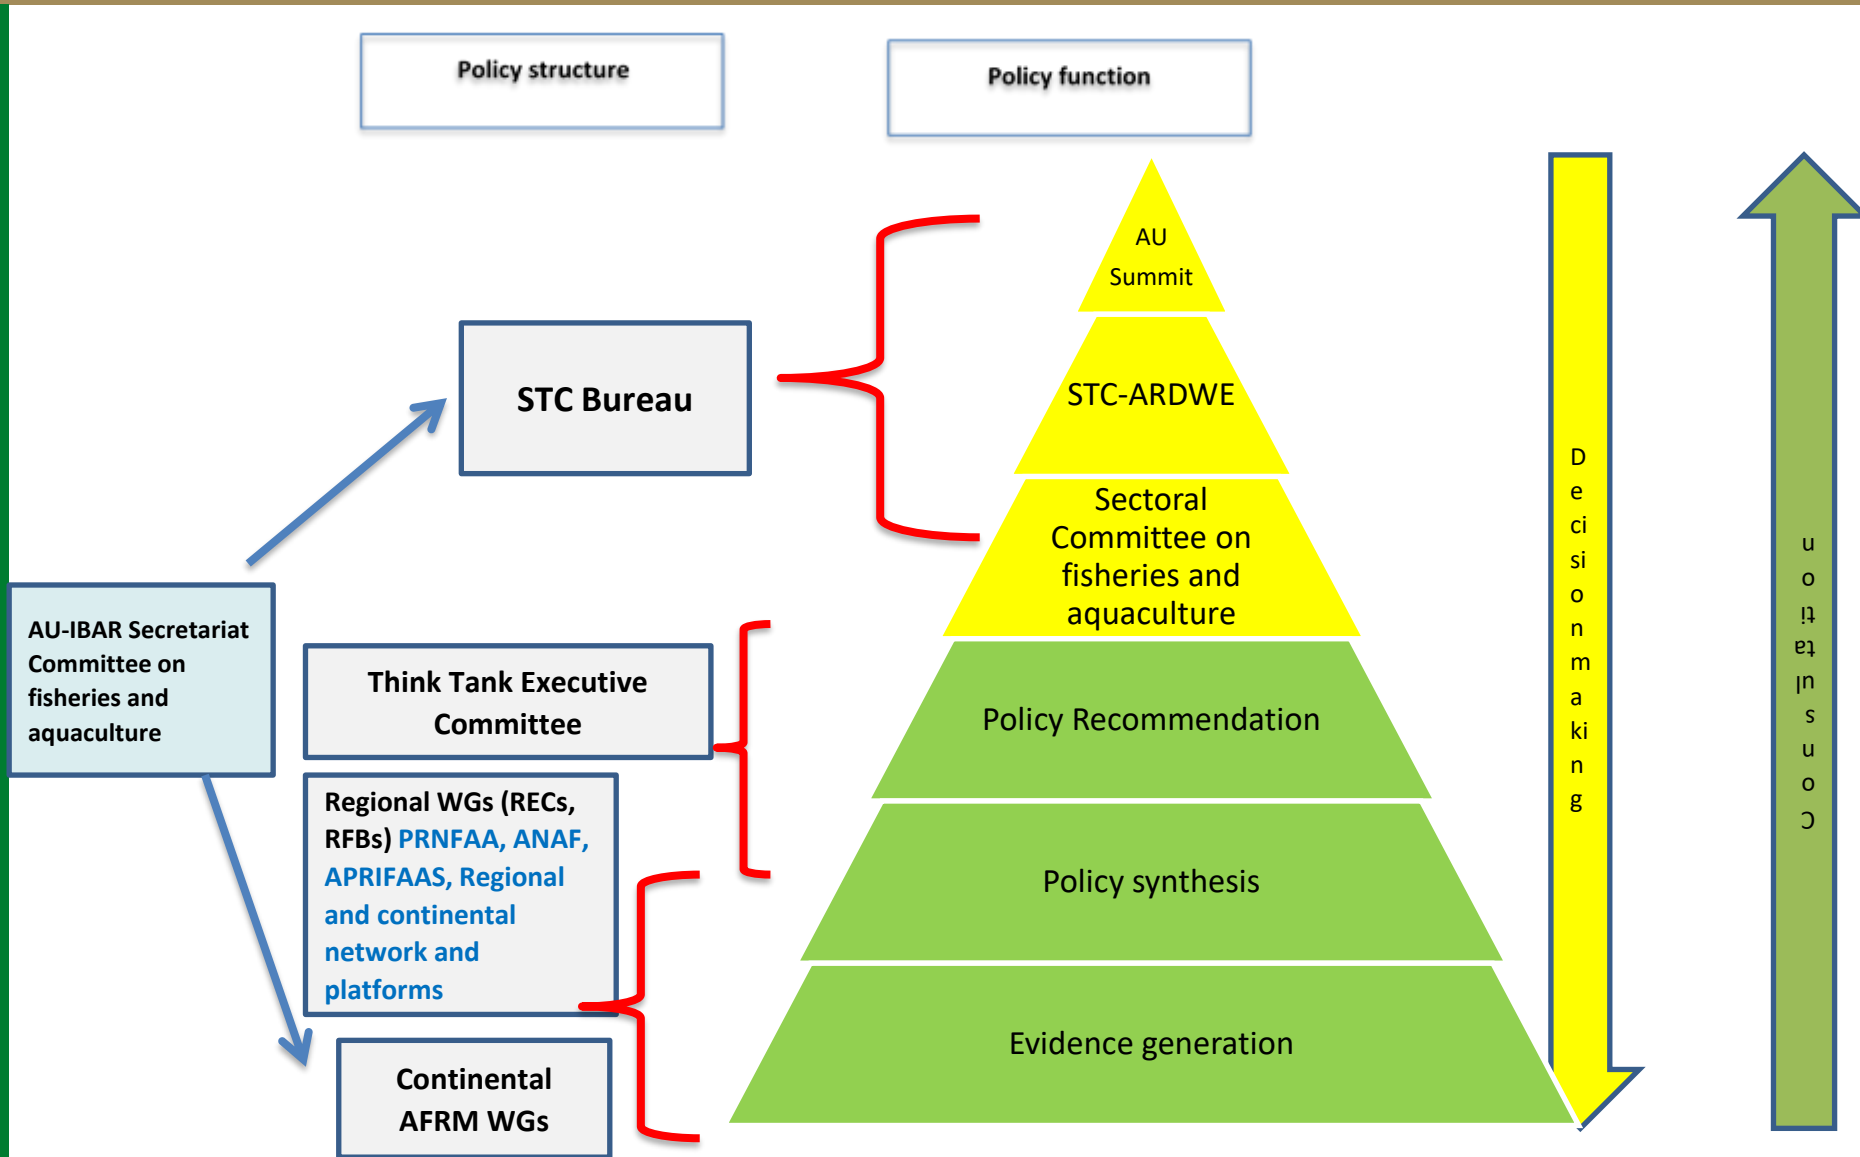 Policy structure
Policy function
AU
Summit
STC-ARDWE
Sectoral
Committee on
fisheries and
aquaculture
Policy Recommendation
Policy synthesis
Evidence generation
STC Bureau
AU-IBAR Secretariat
Committee on
fisheries and
aquaculture
Think Tank Executive
Committee
Regional WGs (RECs,
RFBs) PRNFAA, ANAF,
APRIFAAS, Regional
and continental
network and
platforms
Continental
AFRM WGs
D
e
ci
si
o
n
m
a
ki
n
g
C
o
n
s
ul
ta
ti
o
n